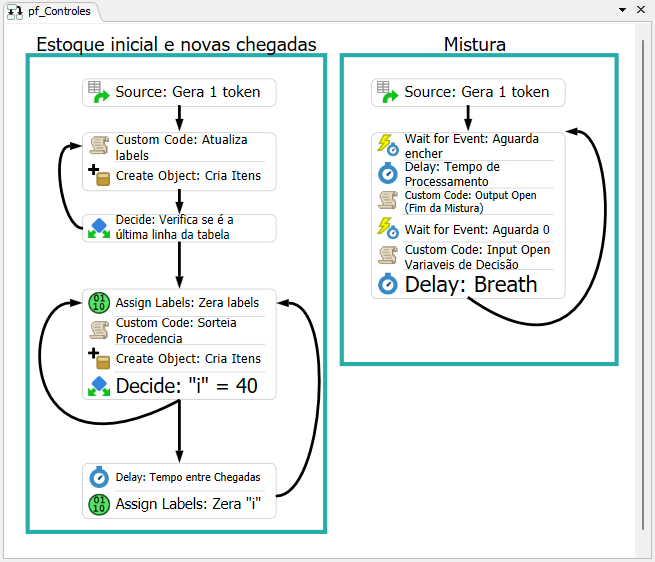 pf_Controles
Estoque inicial e novas chegadas
Source: Gera 1 token
Custom Code: Atualiza
labels
Create Object: Cria Itens
Decide: Verifica se é a
última linha da tabela
01
10
Assign Labels: Zera labels
Custom Code: Sorteia
Procedencia
Create Object: Cria Itens
Decide: "i" = 40
Delay: Tempo entre Chegadas
01
10
Assign Labels: Zera "i"
Mistura
Source: Gera 1 token
Wait for Event: Aguarda
encher
Delay: Tempo de
Processamento
Custom Code: Output Open
(Fim da Mistura)
Wait for Event: Aguarda 0
Custom Code: Input Open
Variaveis de Decisão
Delay: Breath